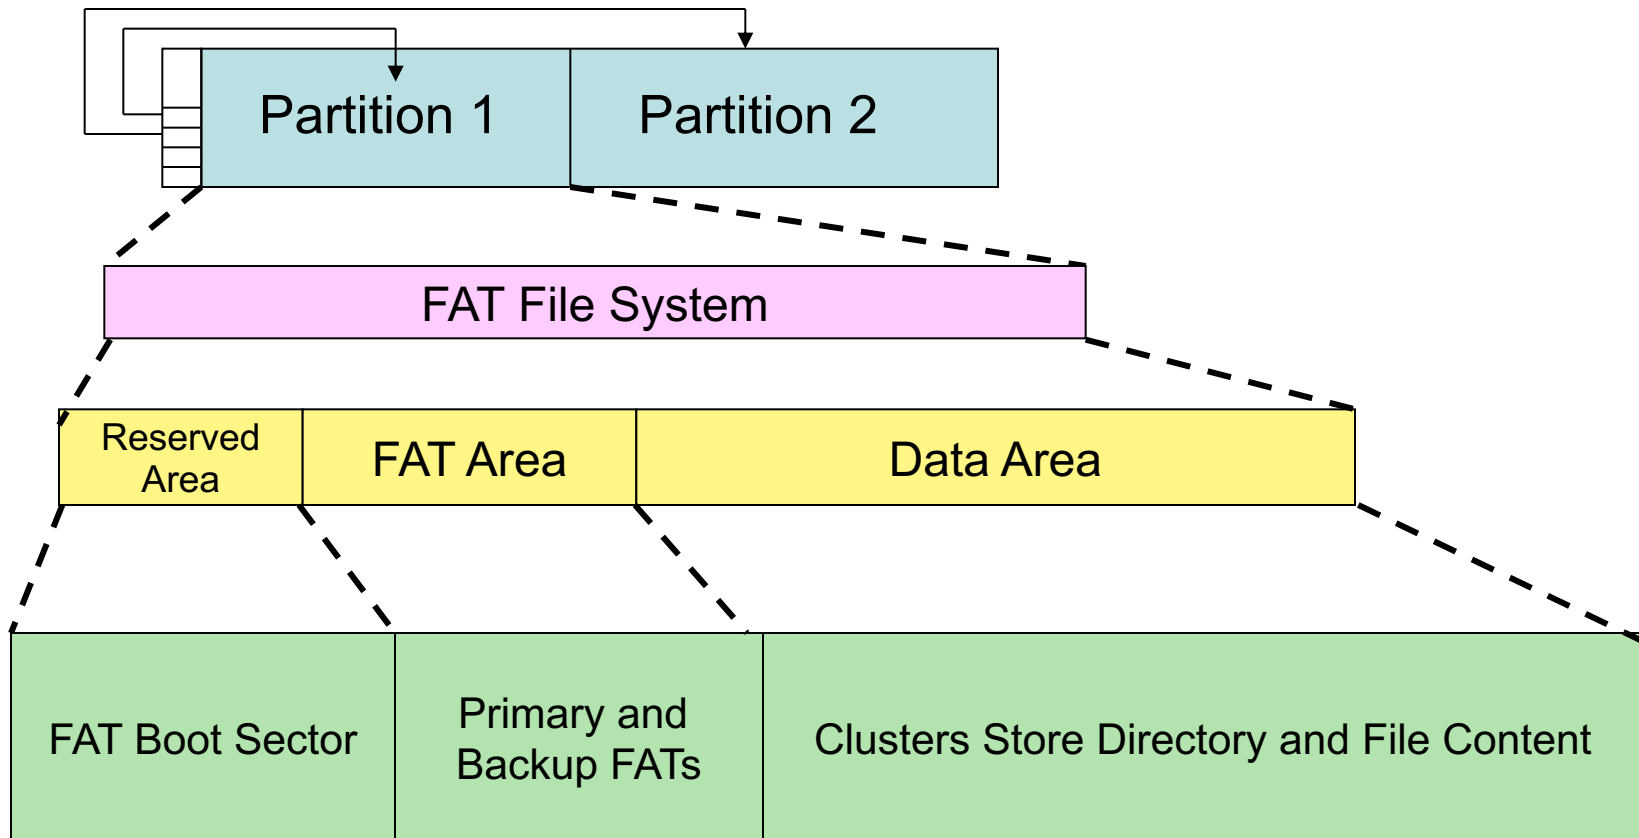 Partition 1
Partition 2
FAT File System
Reserved
Area
FAT Area
Data Area
FAT Boot Sector
Primary and
Backup FATs
Clusters Store Directory and File Content